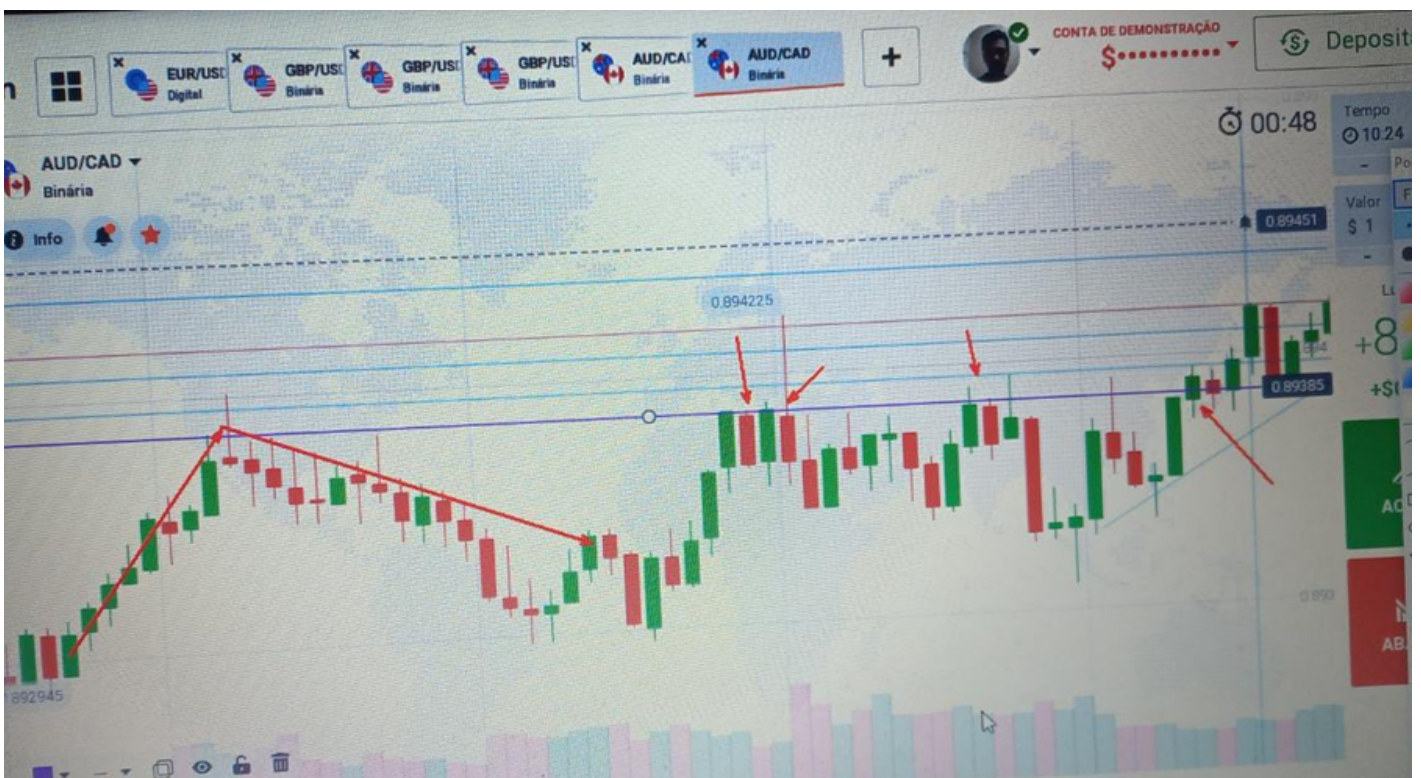 EUR/USD
Digital
GBP/USD
Binária
GBP/USD
Binária
GBP/USD
Binária
AUD/CAD
Binária
AUD/CAD
Binária
CONTA DE DEMONSTRAÇÃO
$
Deposit
AUD/CAD
Binária
Info
00:48
Tempo
10:24
Valor
$ 1
0.89451
0.894225
+8
0.89385
+$
0.893
892945